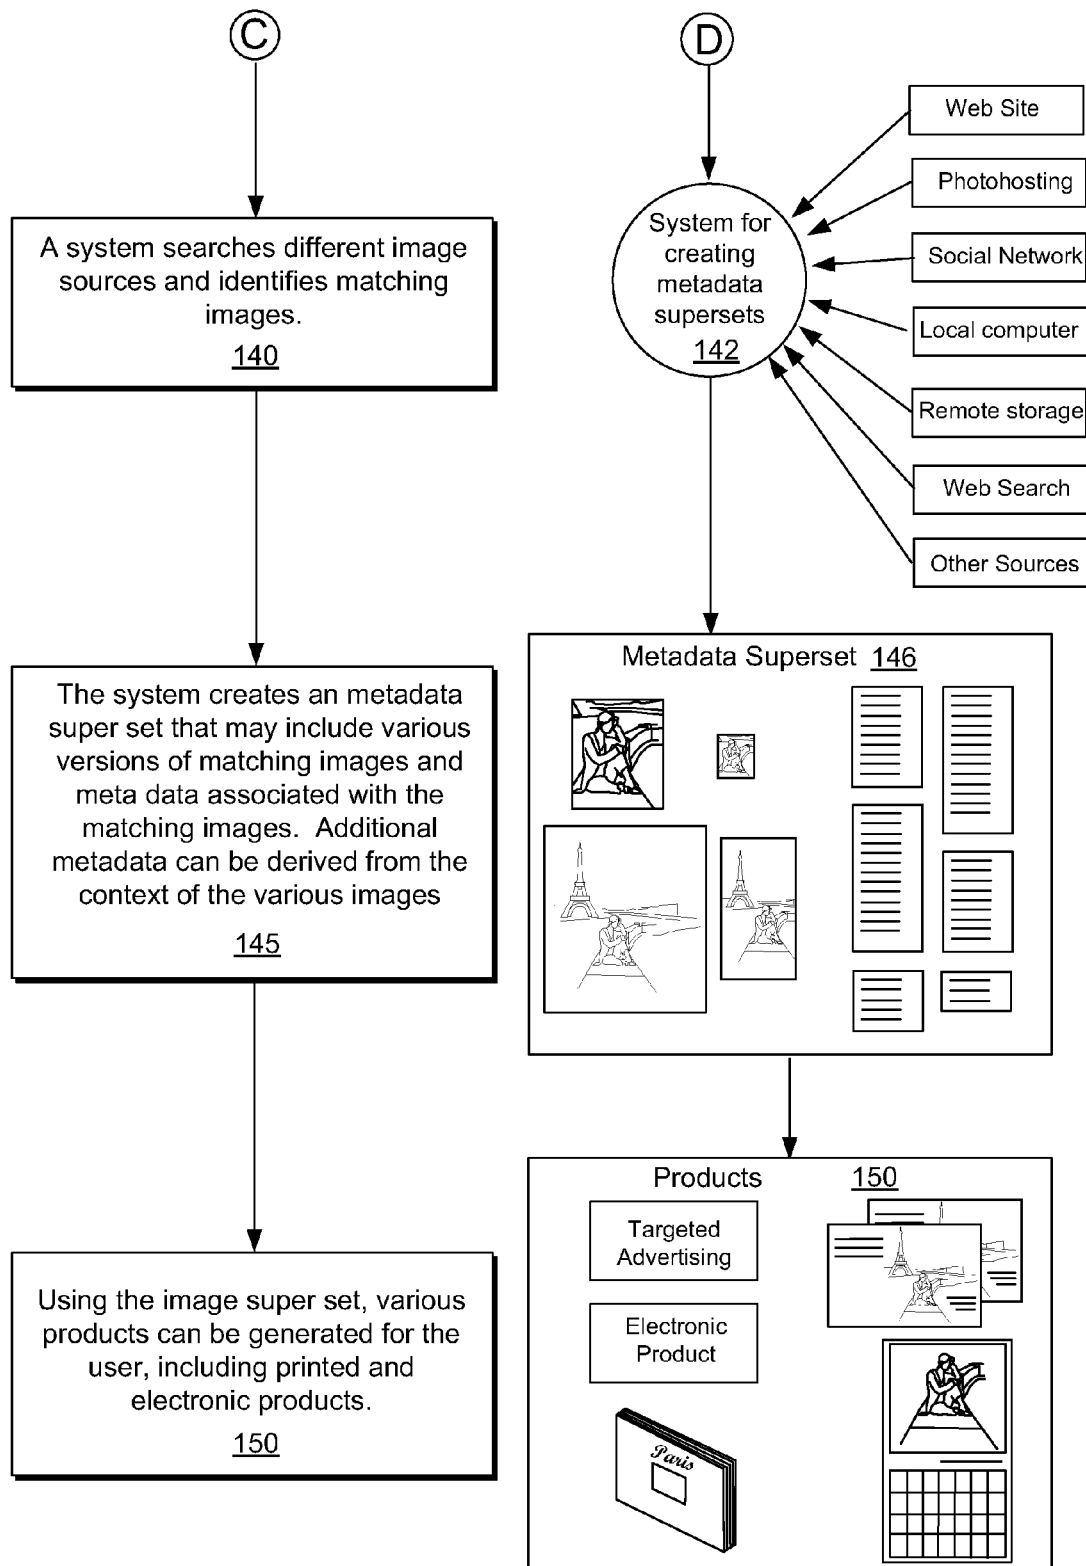 C
A system searches different image
sources and identifies matching
images.
140
The system creates an metadata
super set that may include various
versions of matching images and
meta data associated with the
matching images. Additional
metadata can be derived from the
context of the various images
145
Using the image super set, various
products can be generated for the
user, including printed and
electronic products.
150
D
System for
creating
metadata
supersets
142
Web Site
Photohosting
Social Network
Local computer
Remote storage
Web Search
Other Sources
Metadata Superset 146
Products 150
Targeted
Advertising
Electronic
Product
Paris